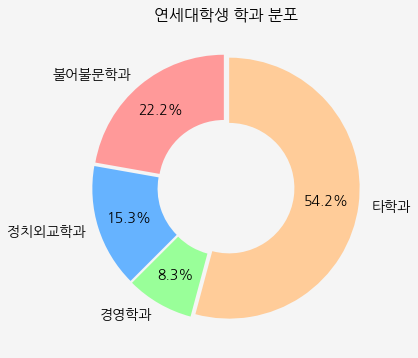 연세대학생 학과 분포
불어불문학과
22.2%
54.2%
타학과
15.3%
정치외교학과
8.3%
경영학과